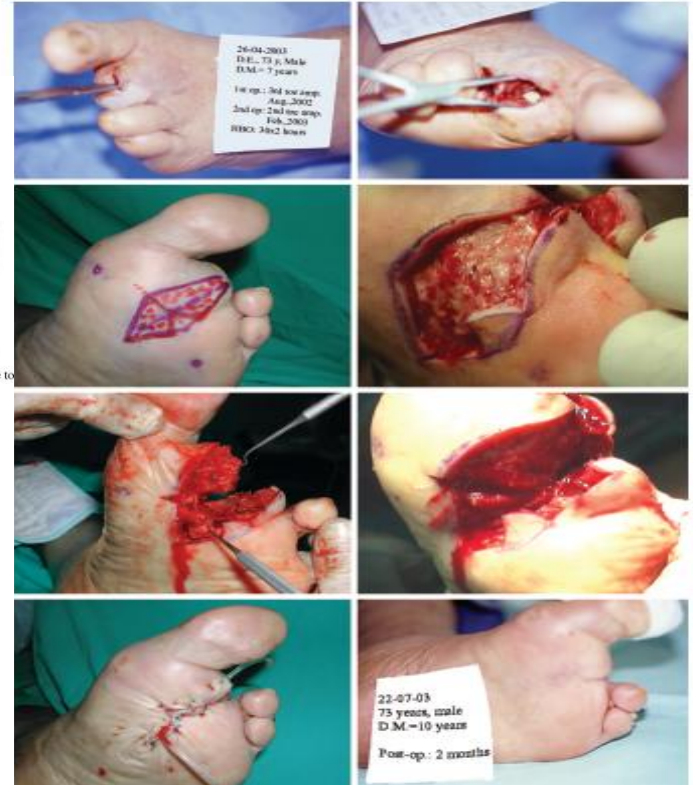 26-04-2003
D.E., 73 y, Male
D.M.= 7 years
1st op.: 3rd toe amp.
Aug.,2002
2nd op: 2nd toe amp.
Feb.,2003
HBO: 30x2 hours
to
22-07-03
73 years, male
D.M.=10 years
Post-op.: 2 months